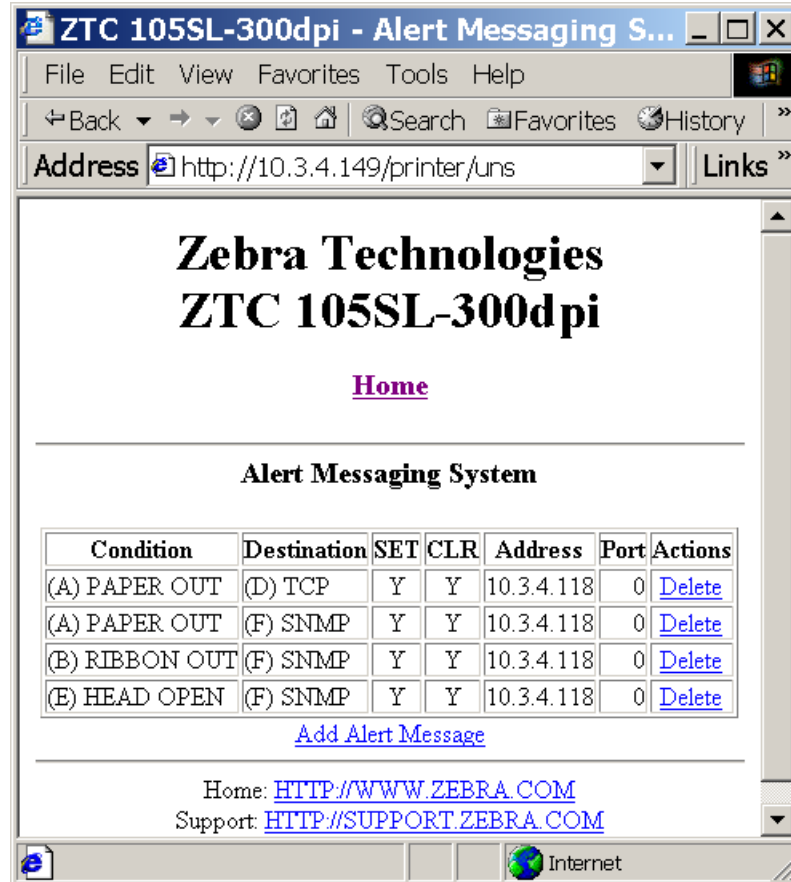 ZTC 105SL-300dpi - Alert Messaging S...
File Edit View Favorites Tools Help
Back Search Favorites History »
Address http://10.3.4.149/printer/uns Links »
Zebra Technologies
ZTC 105SL-300dpi
Home
Alert Messaging System
Condition Destination SET CLR Address Port Actions
(A) PAPER OUT (D) TCP Y Y 10.3.4.118 0 Delete
(A) PAPER OUT (F) SNMP Y Y 10.3.4.118 0 Delete
(B) RIBBON OUT (F) SNMP Y Y 10.3.4.118 0 Delete
(E) HEAD OPEN (F) SNMP Y Y 10.3.4.118 0 Delete
Add Alert Message
Home: HTTP://WWW.ZEBRA.COM
Support: HTTP://SUPPORT.ZEBRA.COM
Internet